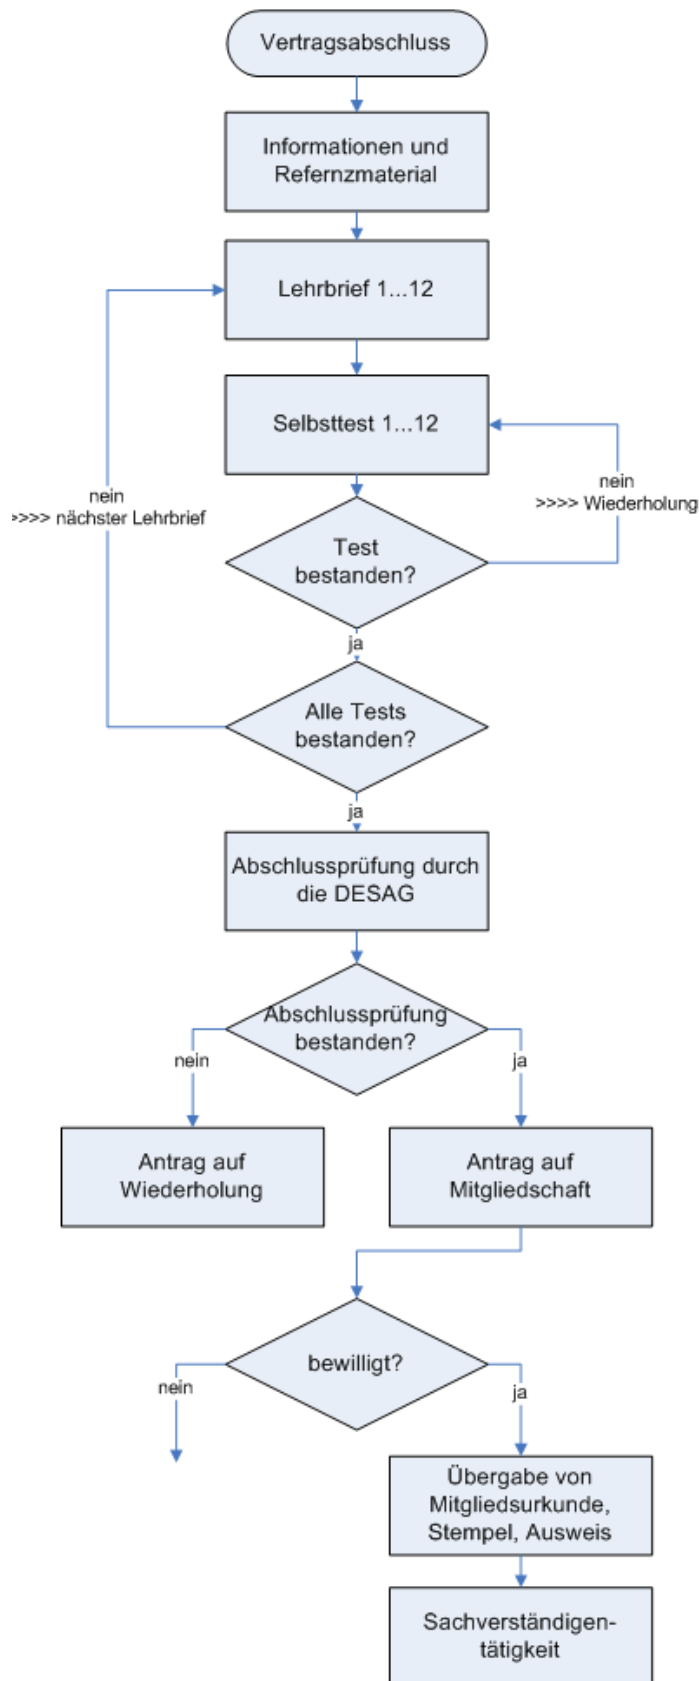 Vertragsabschluss
Informationen und
Refernzmaterial
Lehrbrief 1...12
Selbsttest 1...12
nein
>>>> nächster Lehrbrief
nein
>>>> Wiederholung
Test
bestanden?
ja
Alle Tests
bestanden?
ja
Abschlussprüfung durch
die DESAG
Abschlussprüfung
bestanden?
nein
ja
Antrag auf
Wiederholung
Antrag auf
Mitgliedschaft
bewilligt?
nein
ja
Übergabe von
Mitgliedsurkunde,
Stempel, Ausweis
Sachverständigen-
tätigkeit